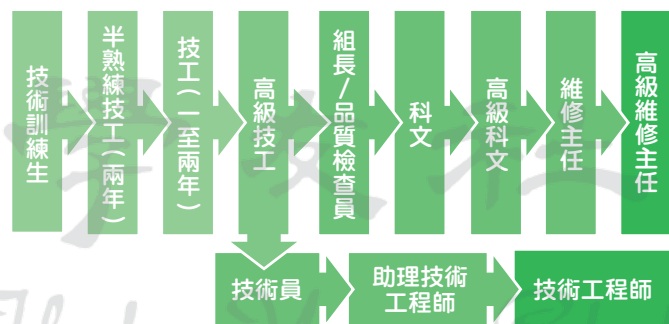 技術訓練生
半熟練技工（兩年）
技工（一至兩年）
高級技工
組長/品質檢查員
科文
高級科文
維修主任
高級維修主任
技術員
助理技術
工程師
技術工程師
學友社